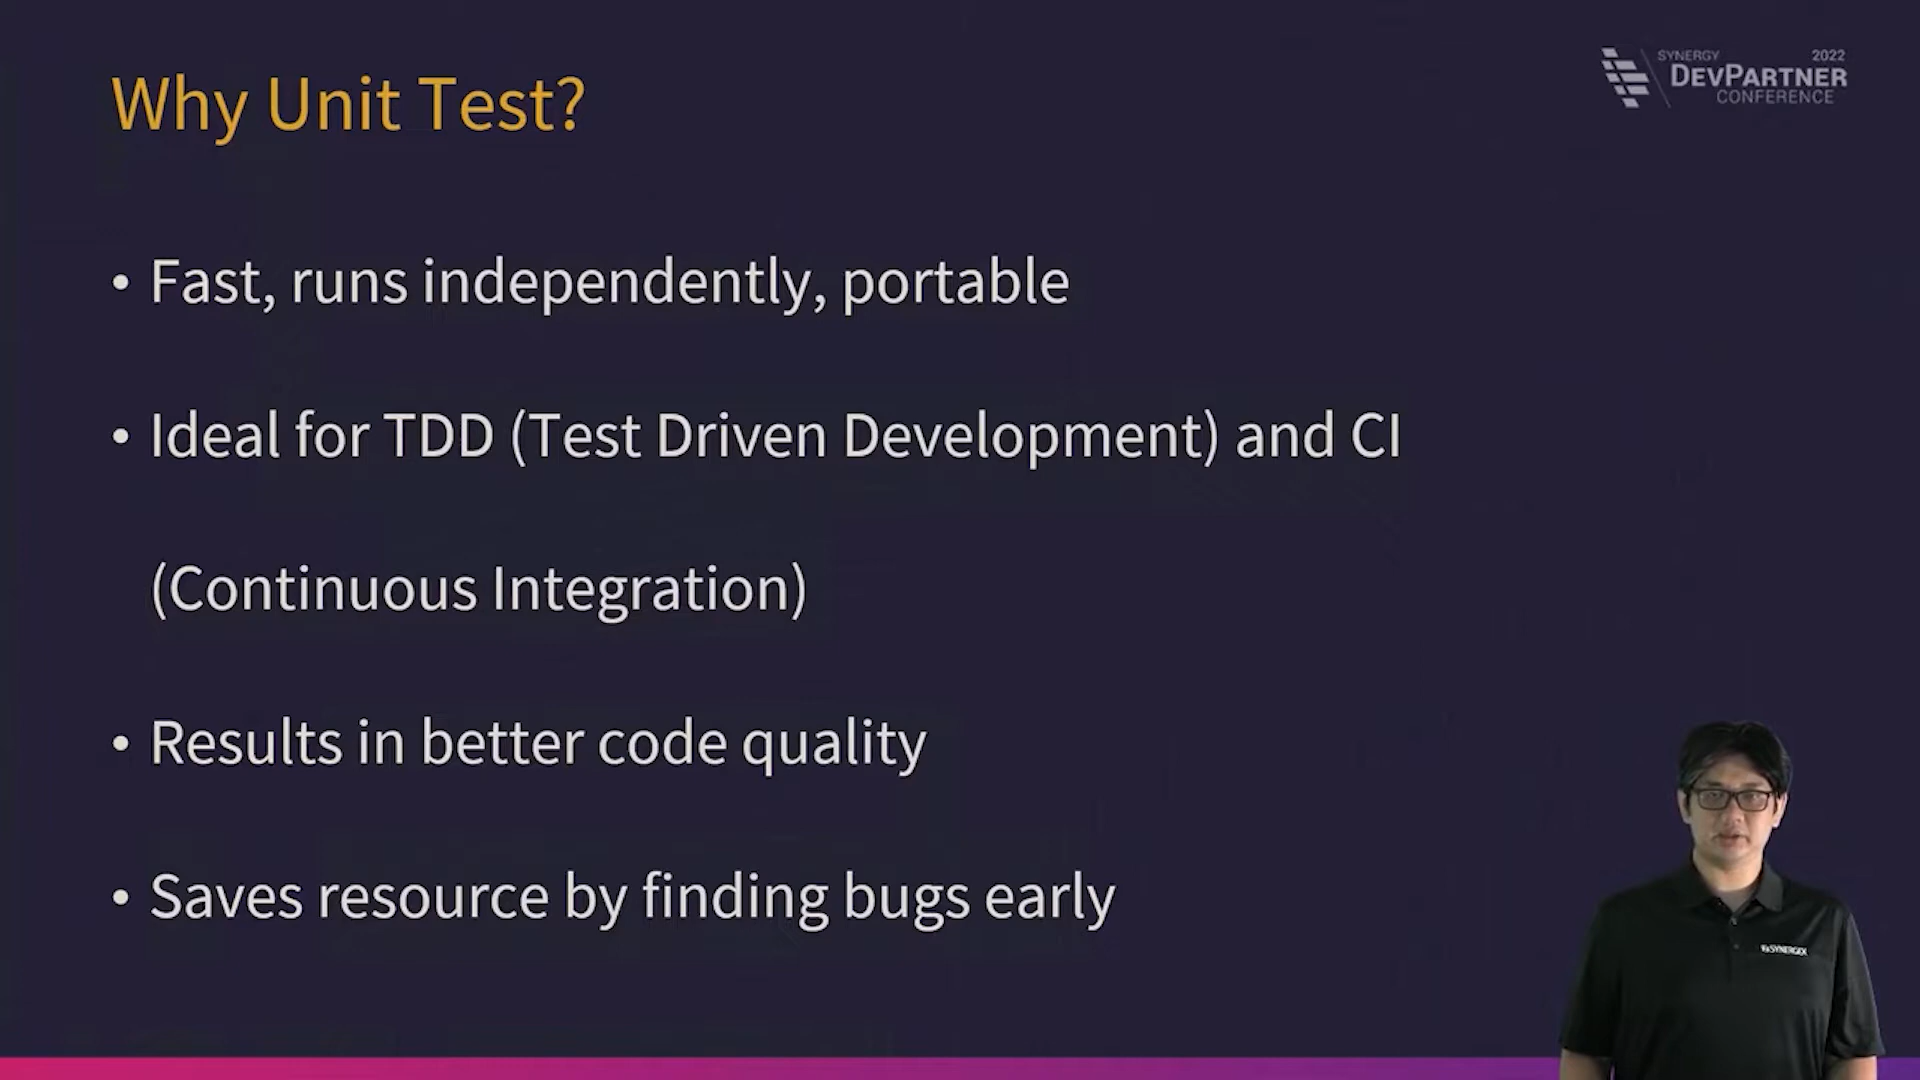 Why Unit Test?
SYNERGY 2022
DEVPARTNER
CONFERENCE
• Fast, runs independently, portable
• Ideal for TDD (Test Driven Development) and CI
(Continuous Integration)
• Results in better code quality
• Saves resource by finding bugs early
SYNERGEX